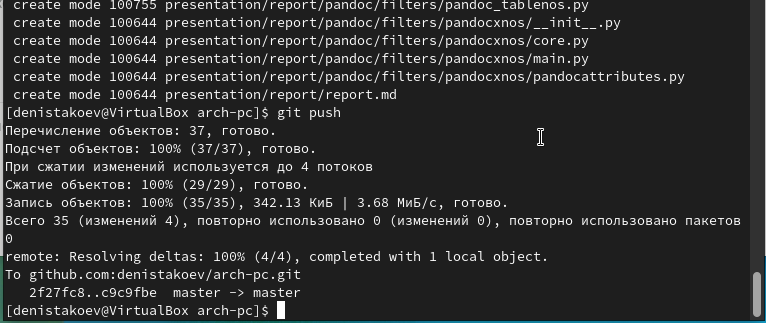 create mode 100755 presentation/report/pandoc/filters/pandoc_tablenos.py
create mode 100644 presentation/report/pandoc/filters/pandocxnos/__init__.py
create mode 100644 presentation/report/pandoc/filters/pandocxnos/core.py
create mode 100644 presentation/report/pandoc/filters/pandocxnos/main.py
create mode 100644 presentation/report/pandoc/filters/pandocxnos/pandocattributes.py
create mode 100644 presentation/report/report.md
[denistakoev@VirtualBox arch-pc]$ git push
Перечисление объектов: 37, готово.
Подсчет объектов: 100% (37/37), готово.
При сжатии изменений используется до 4 потоков
Сжатие объектов: 100% (29/29), готово.
Запись объектов: 100% (35/35), 342.13 КиБ | 3.68 МиБ/с, готово.
Всего 35 (изменений 4), повторно использовано 0 (изменений 0), повторно использовано пакетов
0
remote: Resolving deltas: 100% (4/4), completed with 1 local object.
To github.com:denistakoev/arch-pc.git
2f27fc8..c9c9fbe  master -> master
[denistakoev@VirtualBox arch-pc]$